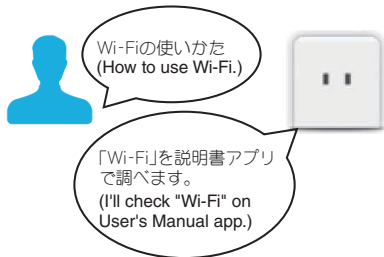 Wi-Fiの使いかた
(How to use Wi-Fi.)
「Wi-Fi」を説明書アプリ
で調べます。
(I'll check "Wi-Fi" on
User's Manual app.)